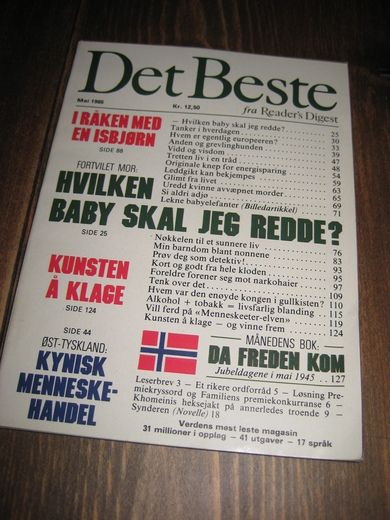 Det Beste
Mai 1985 Kr. 12,50 fra Reader's Digest
I RÅKEN MED
EN ISBJØRN
SIDE 88
FORTVILET MOR:
HVILKEN
BABY SKAL JEG REDDE?
SIDE 25
KUNSTEN
Å KLAGE
SIDE 124
SIDE 44
ØST-TYSKLAND:
KYNISK
MENNESKE-
HANDEL
– Hvilken baby skal jeg redde? 25
Tanker i hverdagen 30
Hvem er egentlig europeeren? 33
Anden og grevlinghunden 39
Vidd og visdom 47
Tretten liv i en tråd 48
Originale knep for energisparing 54
Leddgikt kan bekjempes 59
Glimt fra livet 63
Uredd kvinne avvæpnet morder 65
Si aldri adjø 69
Lekne babyelefanter (Billedartikkel) 71
Nøkkelen til et sunnere liv 76
Min barndom blant nonnene 83
Prøv deg som detektiv! 93
Kort og godt fra hele kloden 95
Foreldre forener seg mot narkohaier 97
Tenk over det 109
Hvem var den enøyde kongen i gullkisten? 110
Alkohol + tobakk = livsfarlig blanding 115
Vill ferd på «Menneskeeter-elven» 119
Kunsten å klage – og vinne frem 124
MÅNEDENS BOK:
DA FREDEN KOM
Jubeldagene i mai 1945 127
Leserbrev 3 – Et rikere ordforråd 5 – Løsning Pre-
miekryssord og Familiens premiekonkurranse 6 –
Khomeinis heksejakt på annerledes troende 9 –
Synderen (Novelle) 18
Verdens mest leste magasin
31 millioner i opplag – 41 utgaver – 17 språk